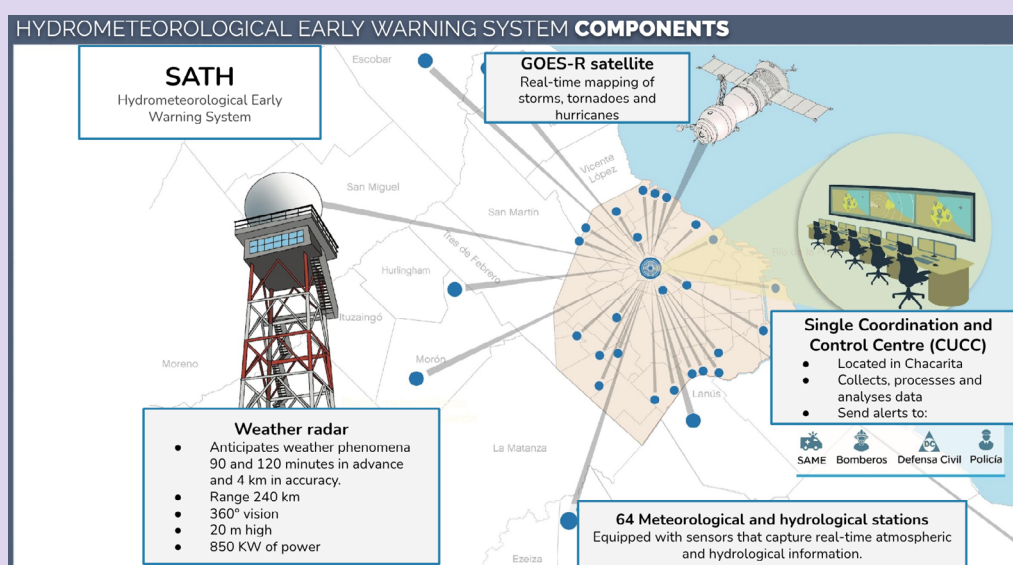 HYDROMETEOROLOGICAL EARLY WARNING SYSTEM COMPONENTS
SATH
Hydrometeorological Early
Warning System
Escobar
GOES-R satellite
Real-time mapping of
storms, tornadoes and
hurricanes
Vicente
López
San Miguel
San Martín
Tres de Febrero
Hurlingham
Ituzaingó
Moreno
Morón
Lanús
La Matanza
Ezeiza
Single Coordination and
Control Centre (CUCC)
● Located in Chacarita
● Collects, processes and
analyses data
● Send alerts to:
SAME Bomberos Defensa Civil Policía
DC
Weather radar
● Anticipates weather phenomena
90 and 120 minutes in advance
and 4 km in accuracy.
● Range 240 km
● 360º vision
● 20 m high
● 850 KW of power
64 Meteorological and hydrological stations
Equipped with sensors that capture real-time atmospheric
and hydrological information.